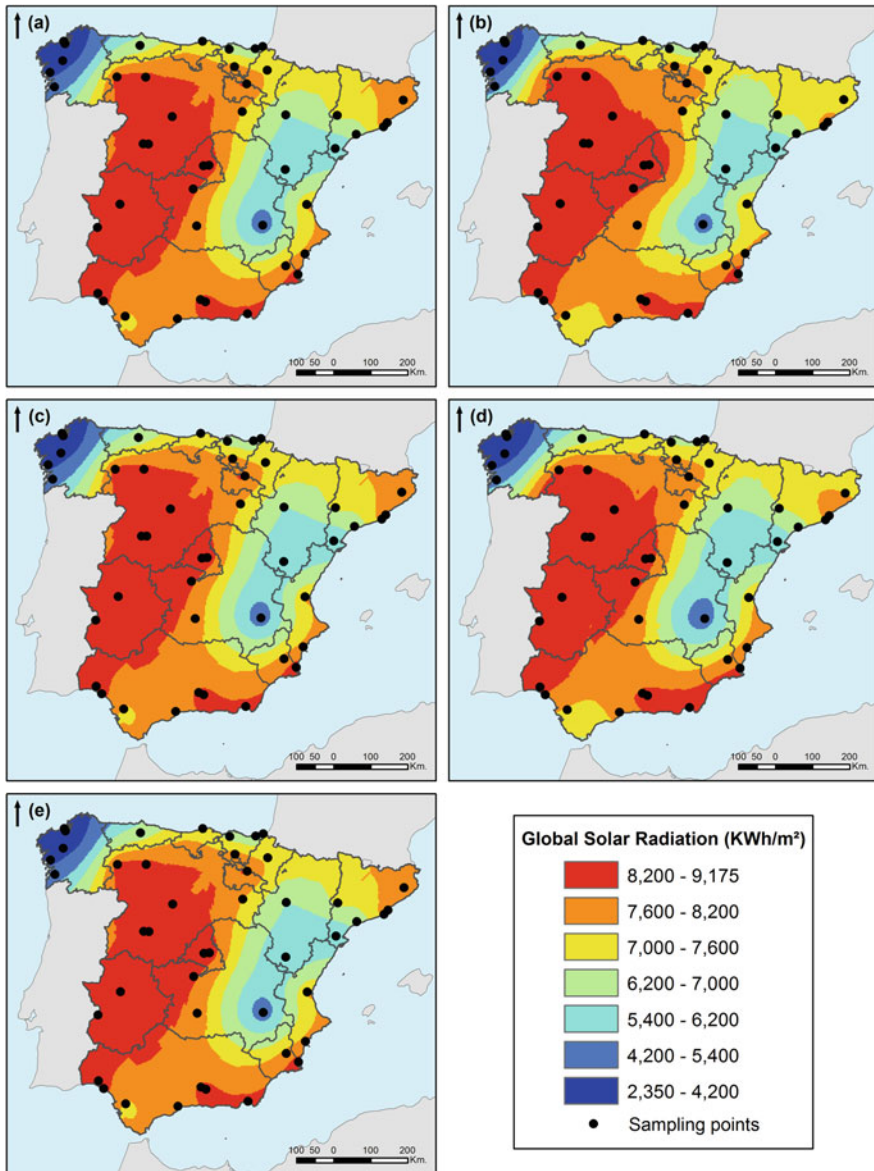 (a)
100 50 0 100 200
Km.
(b)
100 50 0 100 200
Km.
(c)
100 50 0 100 200
Km.
(d)
100 50 0 100 200
Km.
(e)
100 50 0 100 200
Km.
Global Solar Radiation (KWh/m²)
8,200 - 9,175
7,600 - 8,200
7,000 - 7,600
6,200 - 7,000
5,400 - 6,200
4,200 - 5,400
2,350 - 4,200
Sampling points